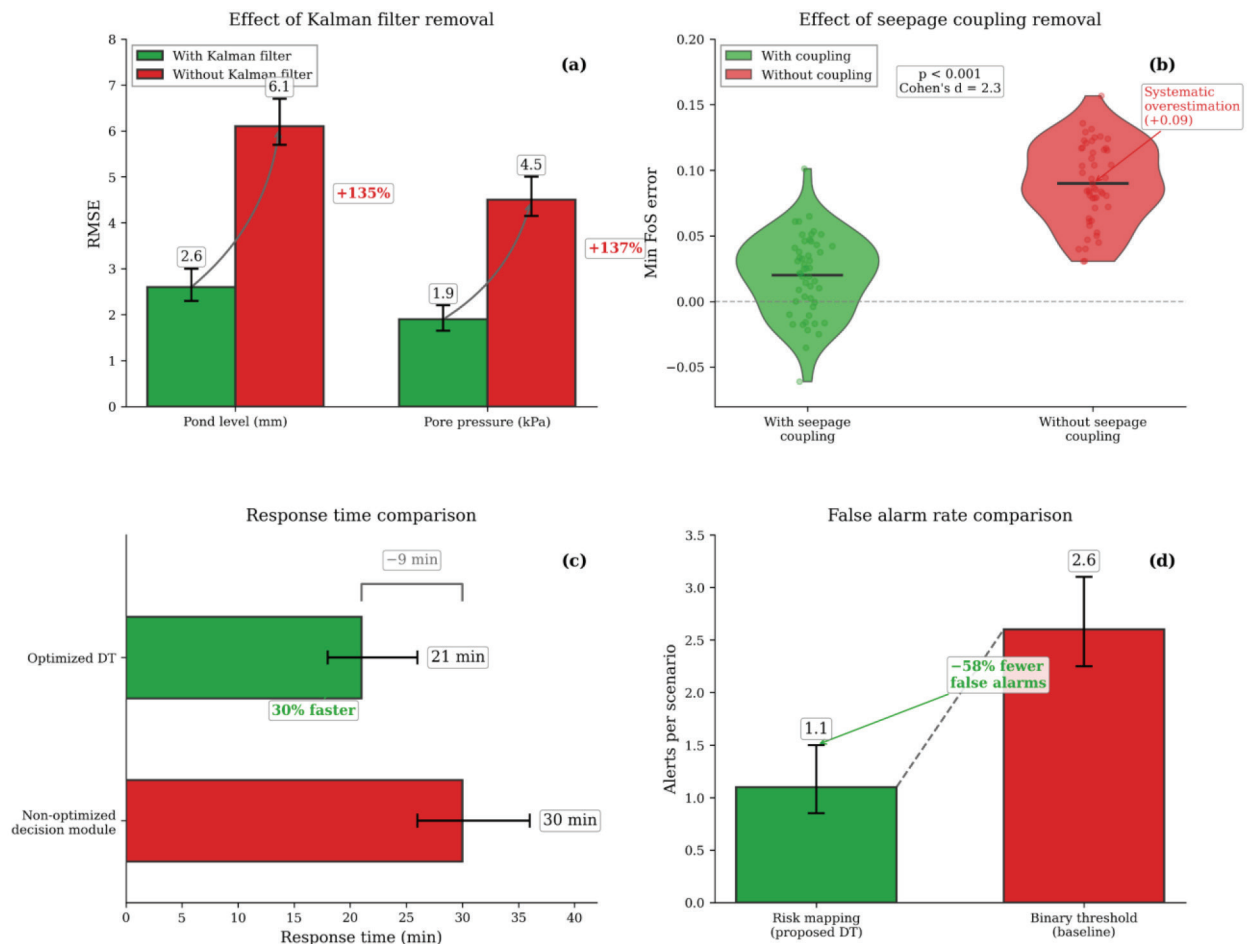 Effect of Kalman filter removal
8
7
6
5
4
3
2
1
0
RMSE
With Kalman filter
Without Kalman filter
(a)
2.6
6.1
+135%
1.9
4.5
+137%
Pond level (mm)
Pore pressure (kPa)
Effect of seepage coupling removal
0.20
0.15
0.10
0.05
0.00
−0.05
Min FoS error
With coupling
Without coupling
p < 0.001
Cohen's d = 2.3
(b)
Systematic
overestimation
(+0.09)
With seepage
coupling
Without seepage
coupling
Response time comparison
−9 min
(c)
Optimized DT
21 min
30% faster
Non-optimized
decision module
30 min
0
5
10
15
20
25
30
35
40
Response time (min)
False alarm rate comparison
3.5
3.0
2.5
2.0
1.5
1.0
0.5
0.0
Alerts per scenario
2.6
(d)
−58% fewer
false alarms
1.1
Risk mapping
(proposed DT)
Binary threshold
(baseline)